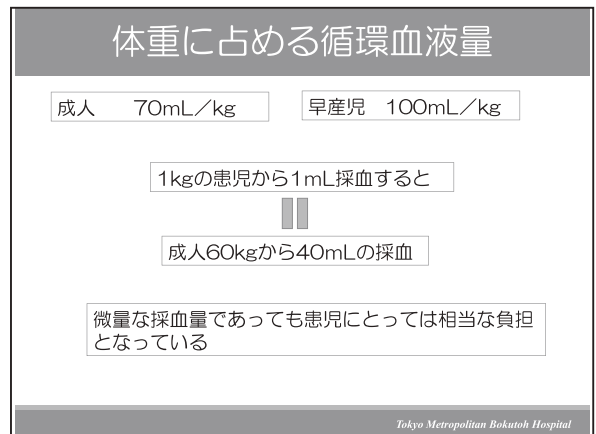 体重に占める循環血液量
成人　　70mL／kg
早産児　100mL／kg
1kgの患児から1mL採血すると
成人60kgから40mLの採血
微量な採血量であっても患児にとっては相当な負担
となっている
Tokyo Metropolitan Bokutoh Hospital